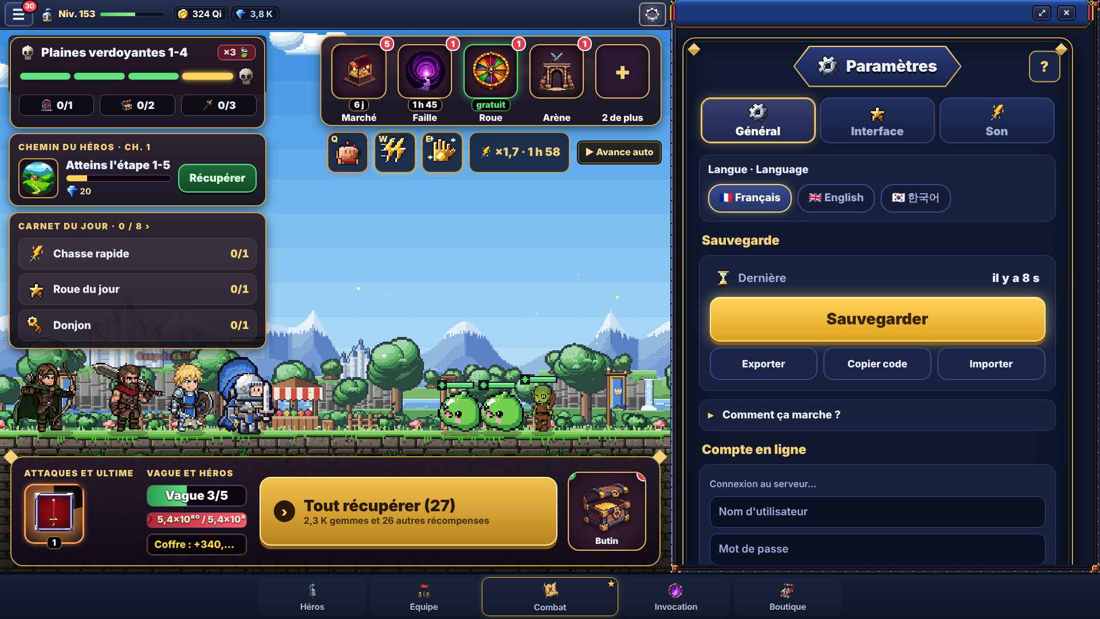 30
Niv. 153
324 Qi
3,8 K
Plaines verdoyantes 1-4
×3
0/1
0/2
0/3
CHEMIN DU HÉROS · CH. 1
Atteins l'étape 1-5
20
Récupérer
CARNET DU JOUR · 0 / 8 ›
Chasse rapide
0/1
Roue du jour
0/1
Donjon
0/1
5
6 j
Marché
1
1 h 45
Faille
1
gratuit
Roue
1
Arène
+
2 de plus
Q
W
E
×1,7 · 1 h 58
Avance auto
ATTAQUES ET ULTIME
1
VAGUE ET HÉROS
Vague 3/5
Coffre : +340,...
Tout récupérer (27)
2,3 K gemmes et 26 autres récompenses
Butin
Héros
Équipe
Combat
Invocation
Boutique
Paramètres
?
Général
Interface
Son
Langue · Language
Français
English
한국어
Sauvegarde
Dernière
il y a 8 s
Sauvegarder
Exporter
Copier code
Importer
Comment ça marche ?
Compte en ligne
Connexion au serveur...
Nom d'utilisateur
Mot de passe